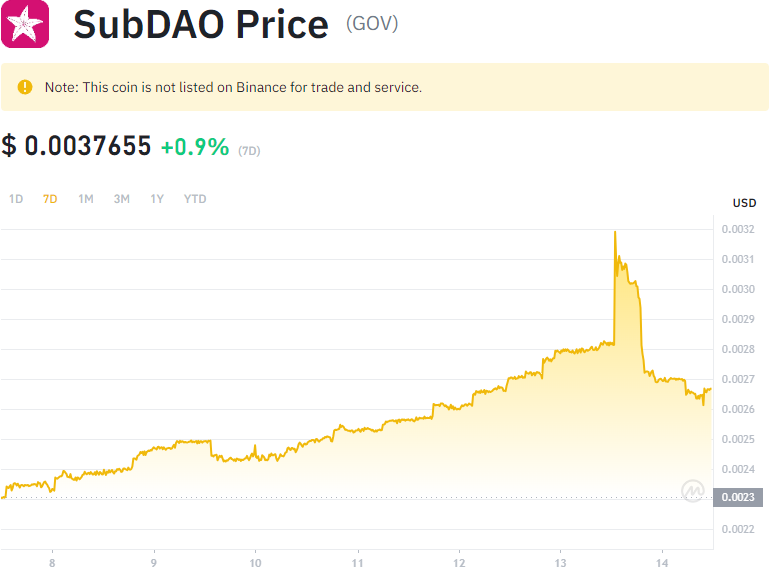 SubDAO Price (GOV)
Note: This coin is not listed on Binance for trade and service.
$ 0.0037655 +0.9% (7D)
1D 7D 1M 3M 1Y YTD
USD
0.0032
0.0031
0.0030
0.0029
0.0028
0.0027
0.0026
0.0025
0.0024
0.0023
0.0022
8 9 10 11 12 13 14